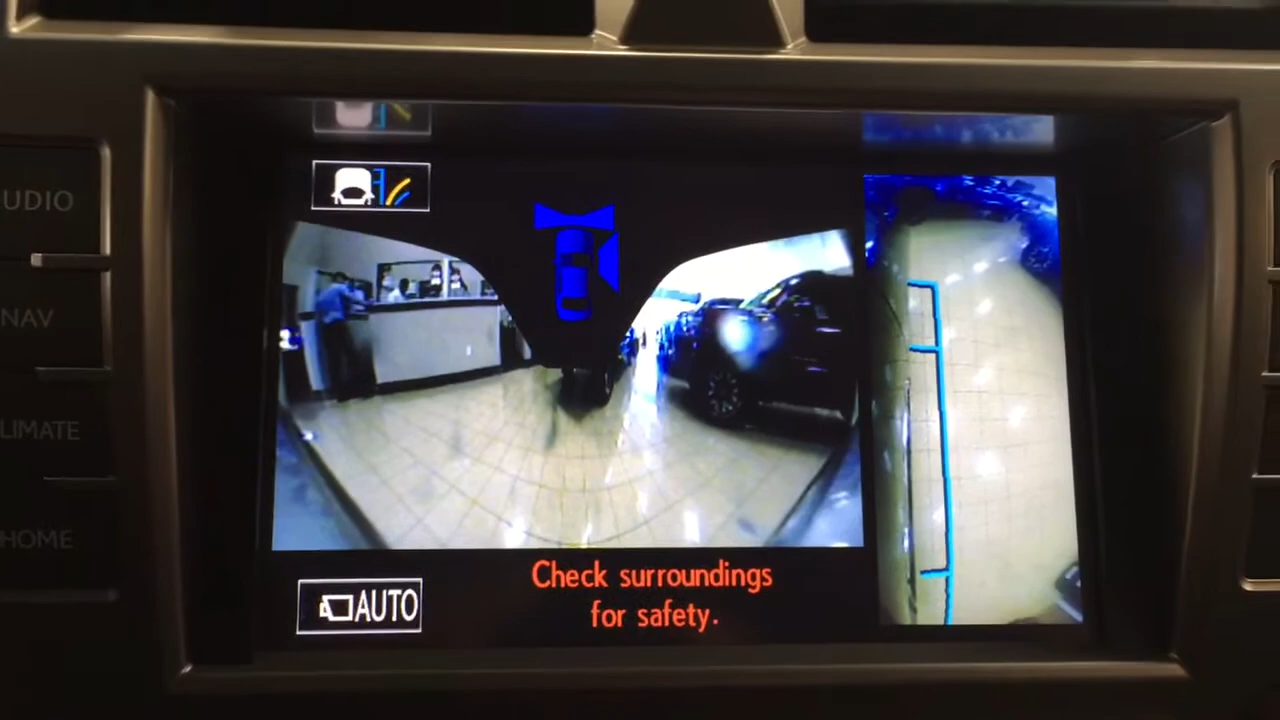 UDIO
NAV
LIMATE
HOME
AUTO
Check surroundings
for safety.